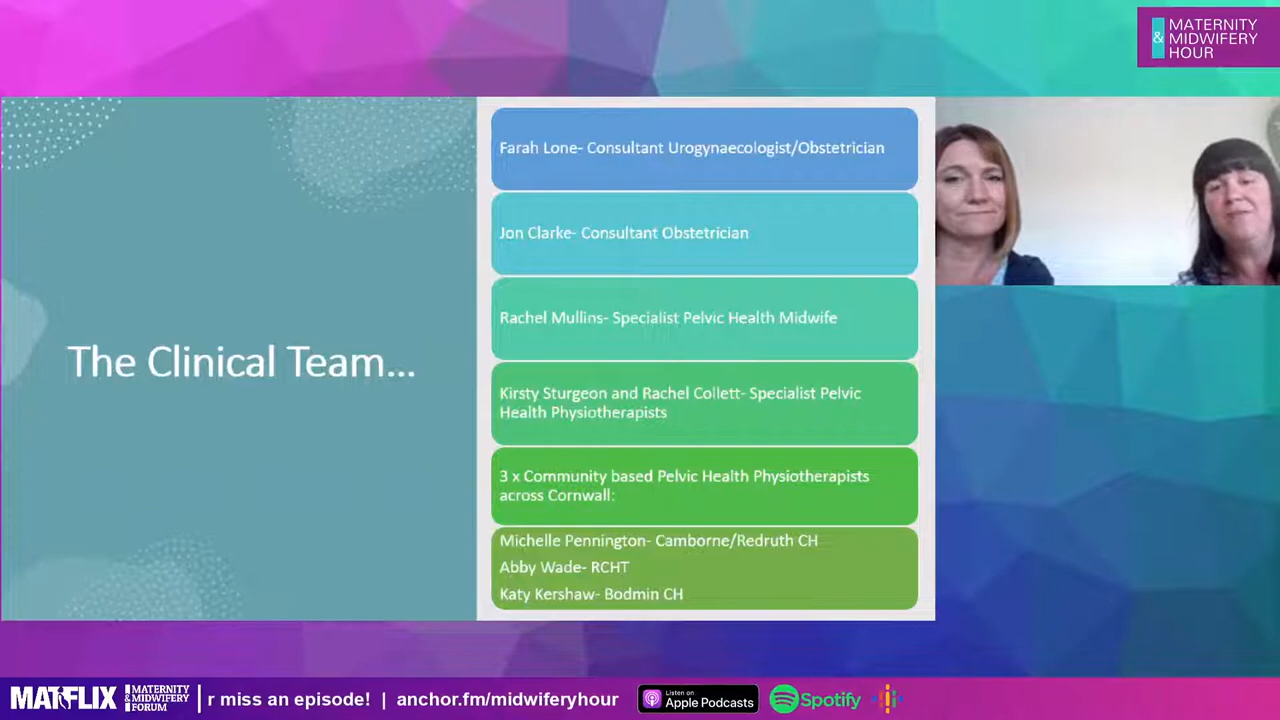 & MATERNITY
MIDWIFERY
HOUR
The Clinical Team...
Farah Lone- Consultant Urogynaecologist/Obstetrician
Jon Clarke- Consultant Obstetrician
Rachel Mullins- Specialist Pelvic Health Midwife
Kirsty Sturgeon and Rachel Collett- Specialist Pelvic
Health Physiotherapists
3 x Community based Pelvic Health Physiotherapists
across Cornwall:
Michelle Pennington- Camborne/Redruth CH
Abby Wade- RCHT
Katy Kershaw- Bodmin CH
MATFLIX
MATERNITY
& MIDWIFERY
FORUM
r miss an episode! | anchor.fm/midwiferyhour
Listen on
Apple Podcasts
Spotify